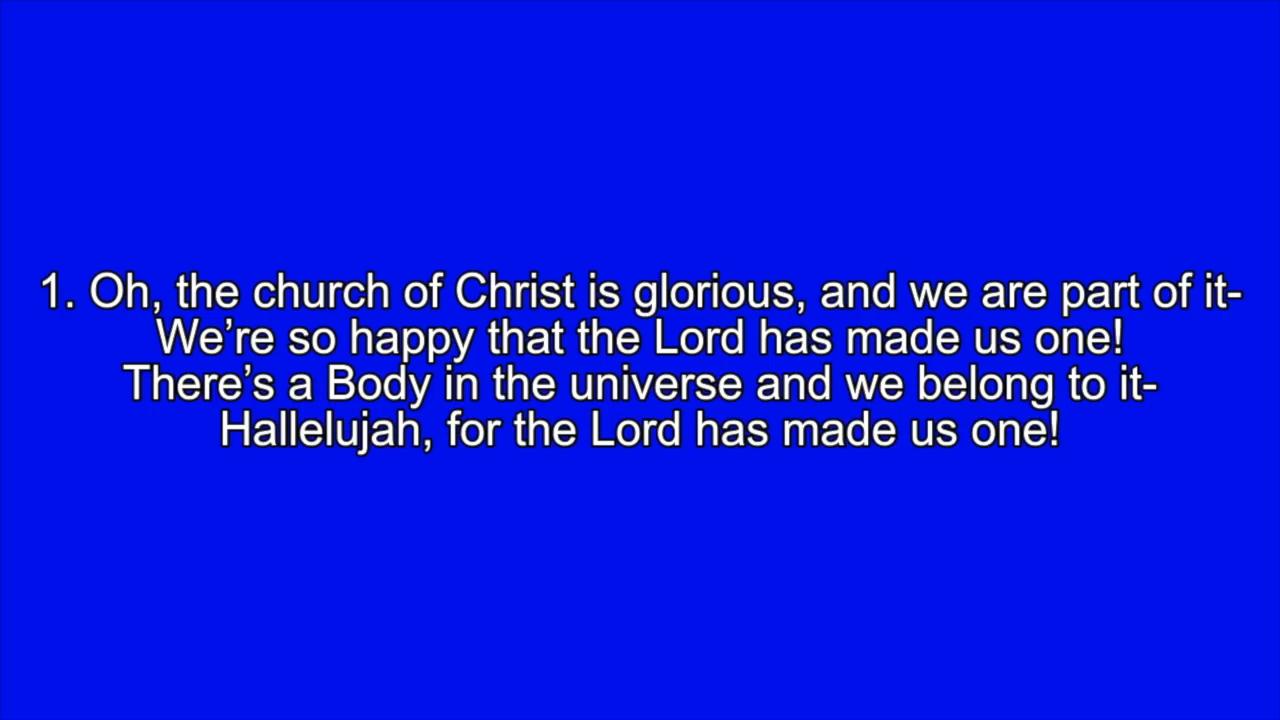 1. Oh, the church of Christ is glorious, and we are part of it-
We’re so happy that the Lord has made us one!
There’s a Body in the universe and we belong to it-
Hallelujah, for the Lord has made us one!